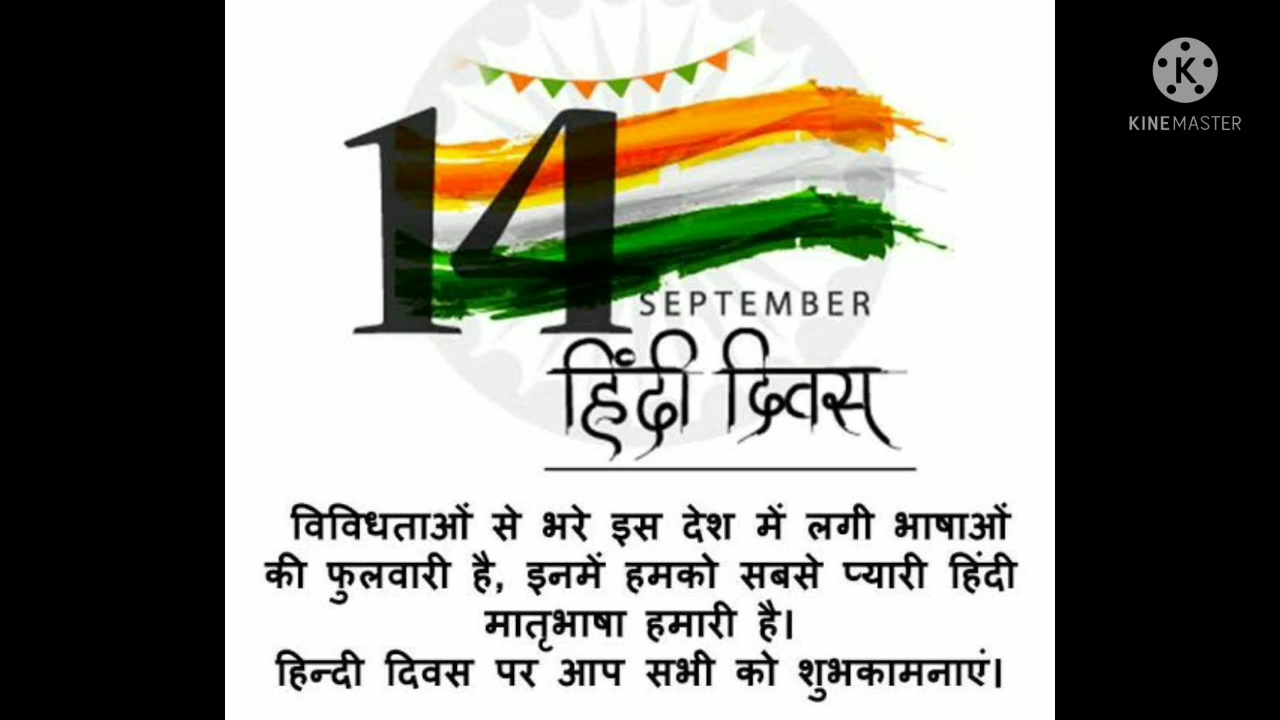 14
SEPTEMBER
हिंदी दिवस
विविधताओं से भरे इस देश में लगी भाषाओं
की फुलवारी है, इनमें हमको सबसे प्यारी हिंदी
मातृभाषा हमारी है।
हिन्दी दिवस पर आप सभी को शुभकामनाएं।
K
KINEMASTER